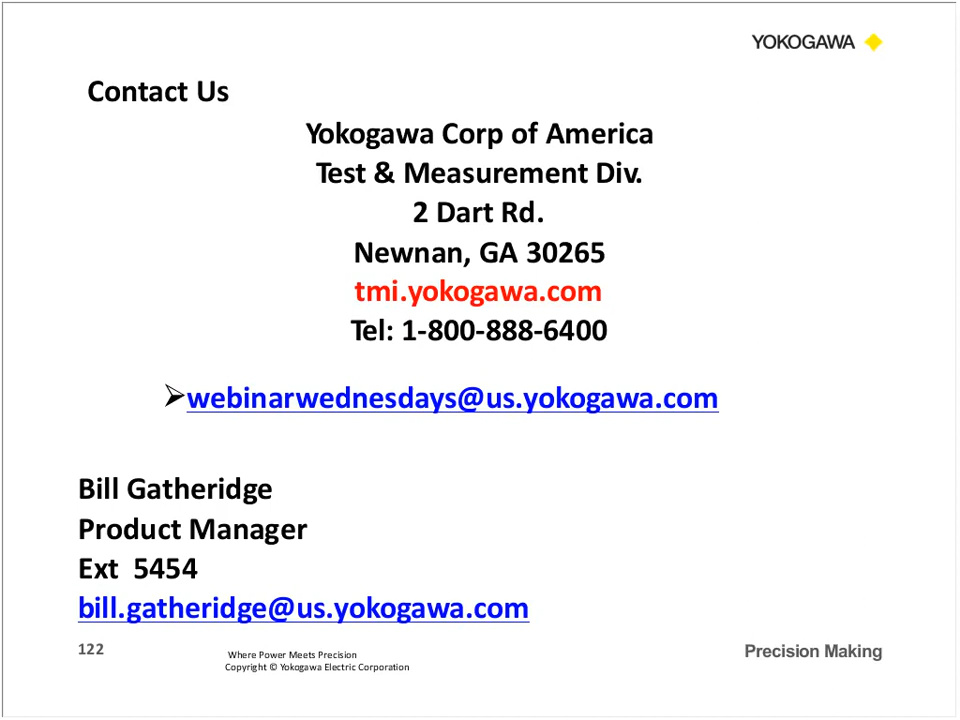 YOKOGAWA
Contact Us
Yokogawa Corp of America
Test & Measurement Div.
2 Dart Rd.
Newnan, GA 30265
tmi.yokogawa.com
Tel: 1-800-888-6400
➢webinarwednesdays@us.yokogawa.com
Bill Gatheridge
Product Manager
Ext  5454
bill.gatheridge@us.yokogawa.com
122
Where Power Meets Precision
Copyright © Yokogawa Electric Corporation
Precision Making